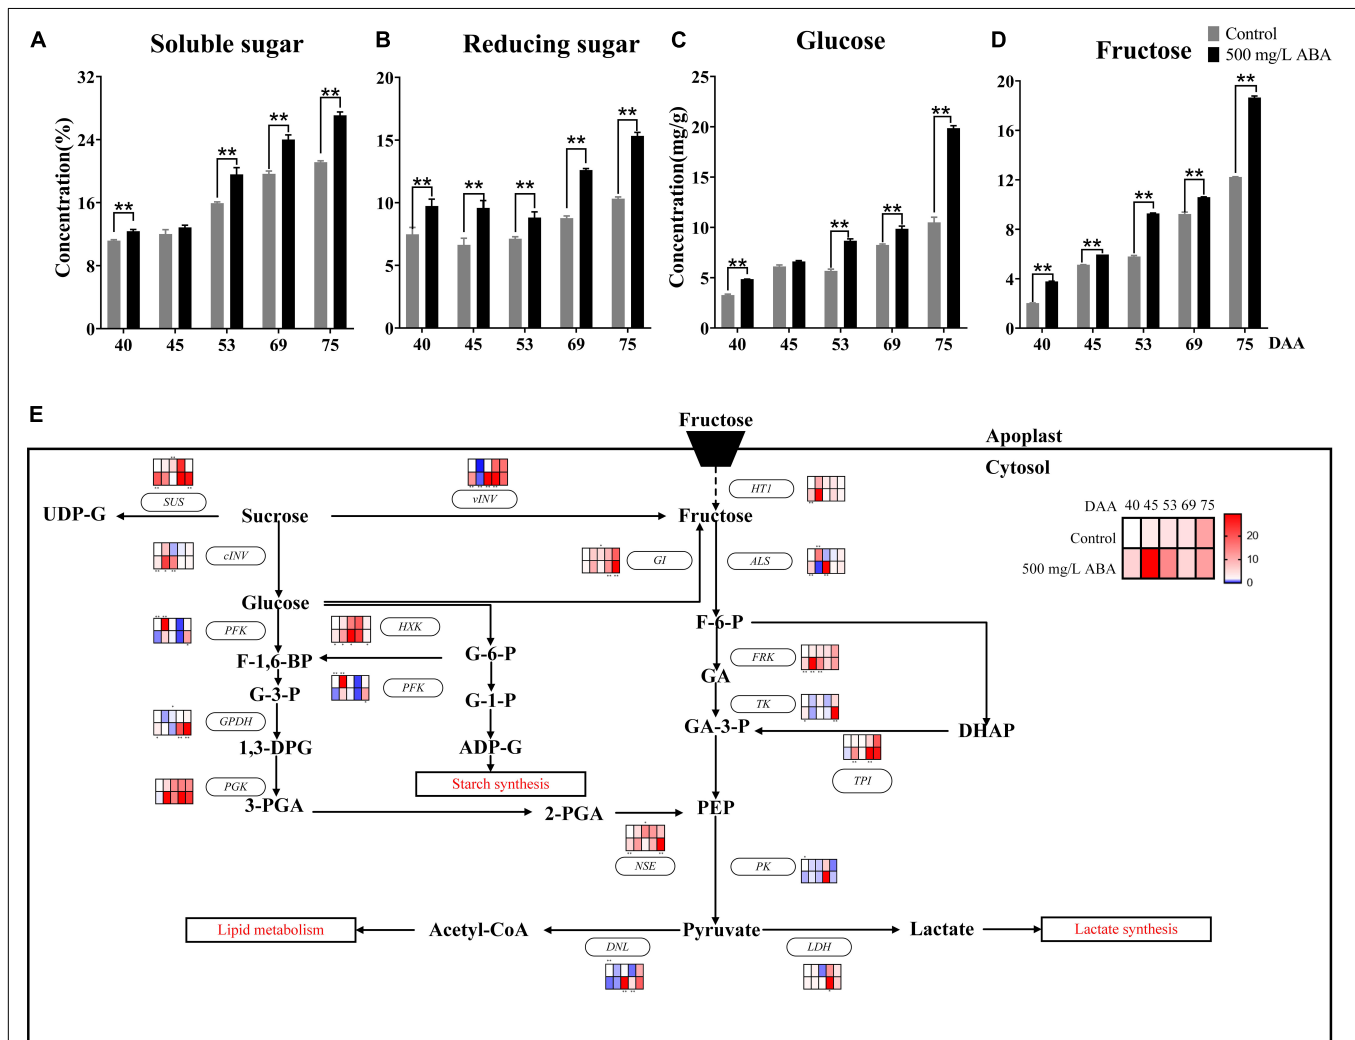 A
Soluble sugar
B
Reducing sugar
C
Glucose
D
Fructose
Control
500 mg/L ABA
Concentration(%)
32
24
16
8
0
**
**
**
**
40
45
53
69
75
20
15
10
5
0
**
**
**
**
**
40
45
53
69
75
Concentration(mg/g)
25
20
15
10
5
0
**
**
**
**
40
45
53
69
75
20
16
12
8
4
0
**
**
**
**
**
40
45
53
69
75
DAA
E
Fructose
Apoplast
Cytosol
SUS
vINV
HT1
UDP-G
Sucrose
Fructose
DAA 40 45 53 69 75
Control
500 mg/L ABA
20
10
0
cINV
GI
ALS
Glucose
PFK
HXK
F-6-P
F-1,6-BP
G-6-P
FRK
GA
G-3-P
PFK
G-1-P
TK
GPDH
GA-3-P
DHAP
1,3-DPG
ADP-G
TPI
PGK
Starch synthesis
3-PGA
2-PGA
PEP
NSE
PK
Lipid metabolism
Acetyl-CoA
Pyruvate
Lactate
Lactate synthesis
DNL
LDH